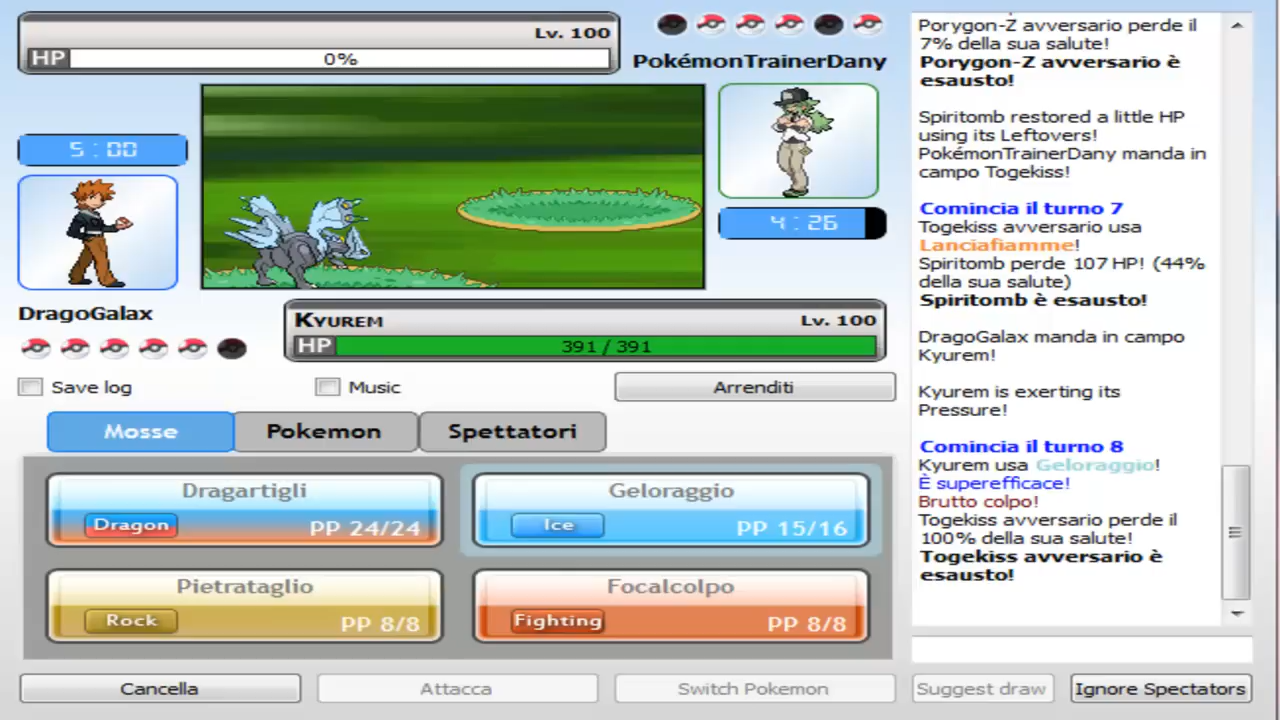 Lv. 100
HP 0%
PokémonTrainerDany
5:00
4:26
DragoGalax
KYUREM Lv. 100
HP 391 / 391
Save log
Music
Arrenditi
Mosse
Pokemon
Spettatori
Dragartigli
Dragon PP 24/24
Geloraggio
Ice PP 15/16
Pietrataglio
Rock PP 8/8
Focalcolpo
Fighting PP 8/8
Cancella
Attacca
Switch Pokemon
Suggest draw
Ignore Spectators
Porygon-Z avversario perde il
7% della sua salute!
Porygon-Z avversario è
esausto!
Spiritomb restored a little HP
using its Leftovers!
PokémonTrainerDany manda in
campo Togekiss!
Comincia il turno 7
Togekiss avversario usa
Lanciafiamme!
Spiritomb perde 107 HP! (44%
della sua salute)
Spiritomb è esausto!
DragoGalax manda in campo
Kyurem!
Kyurem is exerting its
Pressure!
Comincia il turno 8
Kyurem usa Geloraggio!
È superefficace!
Brutto colpo!
Togekiss avversario perde il
100% della sua salute!
Togekiss avversario è
esausto!